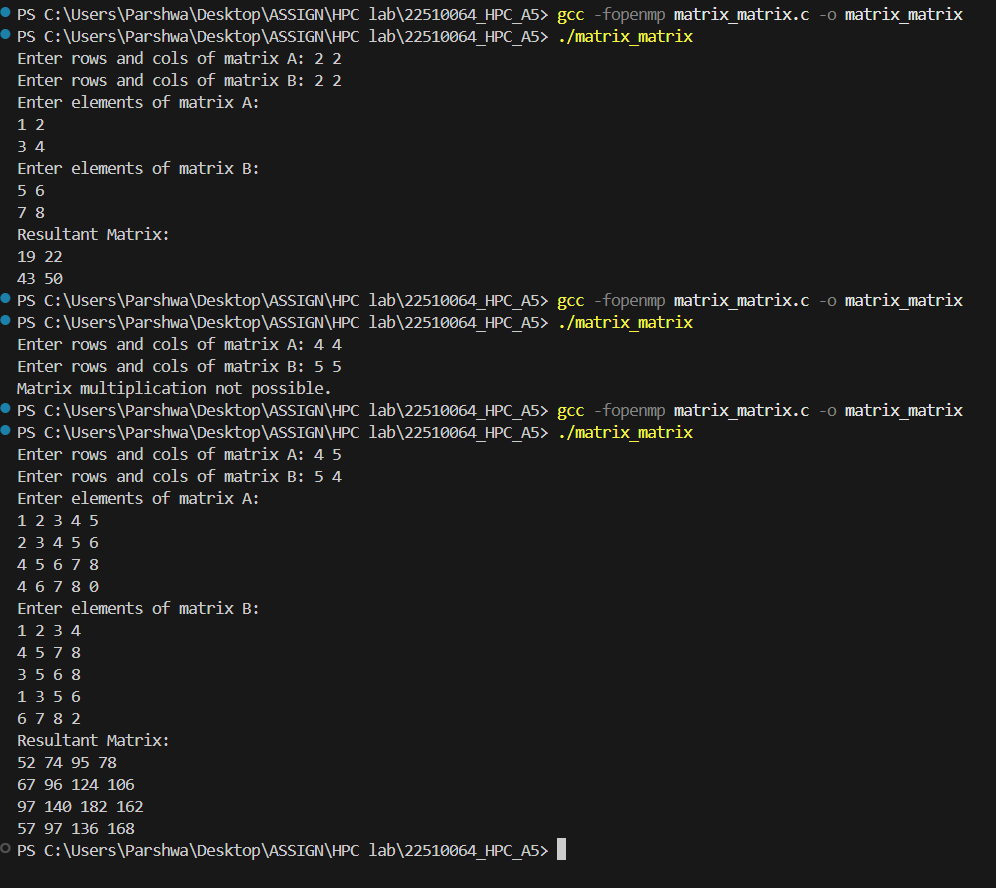 PS C:\Users\Parshwa\Desktop\ASSIGN\HPC lab\22510064_HPC_A5> gcc -fopenmp matrix_matrix.c -o matrix_matrix
PS C:\Users\Parshwa\Desktop\ASSIGN\HPC lab\22510064_HPC_A5> ./matrix_matrix
Enter rows and cols of matrix A: 2 2
Enter rows and cols of matrix B: 2 2
Enter elements of matrix A:
1 2
3 4
Enter elements of matrix B:
5 6
7 8
Resultant Matrix:
19 22
43 50
PS C:\Users\Parshwa\Desktop\ASSIGN\HPC lab\22510064_HPC_A5> gcc -fopenmp matrix_matrix.c -o matrix_matrix
PS C:\Users\Parshwa\Desktop\ASSIGN\HPC lab\22510064_HPC_A5> ./matrix_matrix
Enter rows and cols of matrix A: 4 4
Enter rows and cols of matrix B: 5 5
Matrix multiplication not possible.
PS C:\Users\Parshwa\Desktop\ASSIGN\HPC lab\22510064_HPC_A5> gcc -fopenmp matrix_matrix.c -o matrix_matrix
PS C:\Users\Parshwa\Desktop\ASSIGN\HPC lab\22510064_HPC_A5> ./matrix_matrix
Enter rows and cols of matrix A: 4 5
Enter rows and cols of matrix B: 5 4
Enter elements of matrix A:
1 2 3 4 5
2 3 4 5 6
4 5 6 7 8
4 6 7 8 0
Enter elements of matrix B:
1 2 3 4
4 5 7 8
3 5 6 8
1 3 5 6
6 7 8 2
Resultant Matrix:
52 74 95 78
67 96 124 106
97 140 182 162
57 97 136 168
PS C:\Users\Parshwa\Desktop\ASSIGN\HPC lab\22510064_HPC_A5>